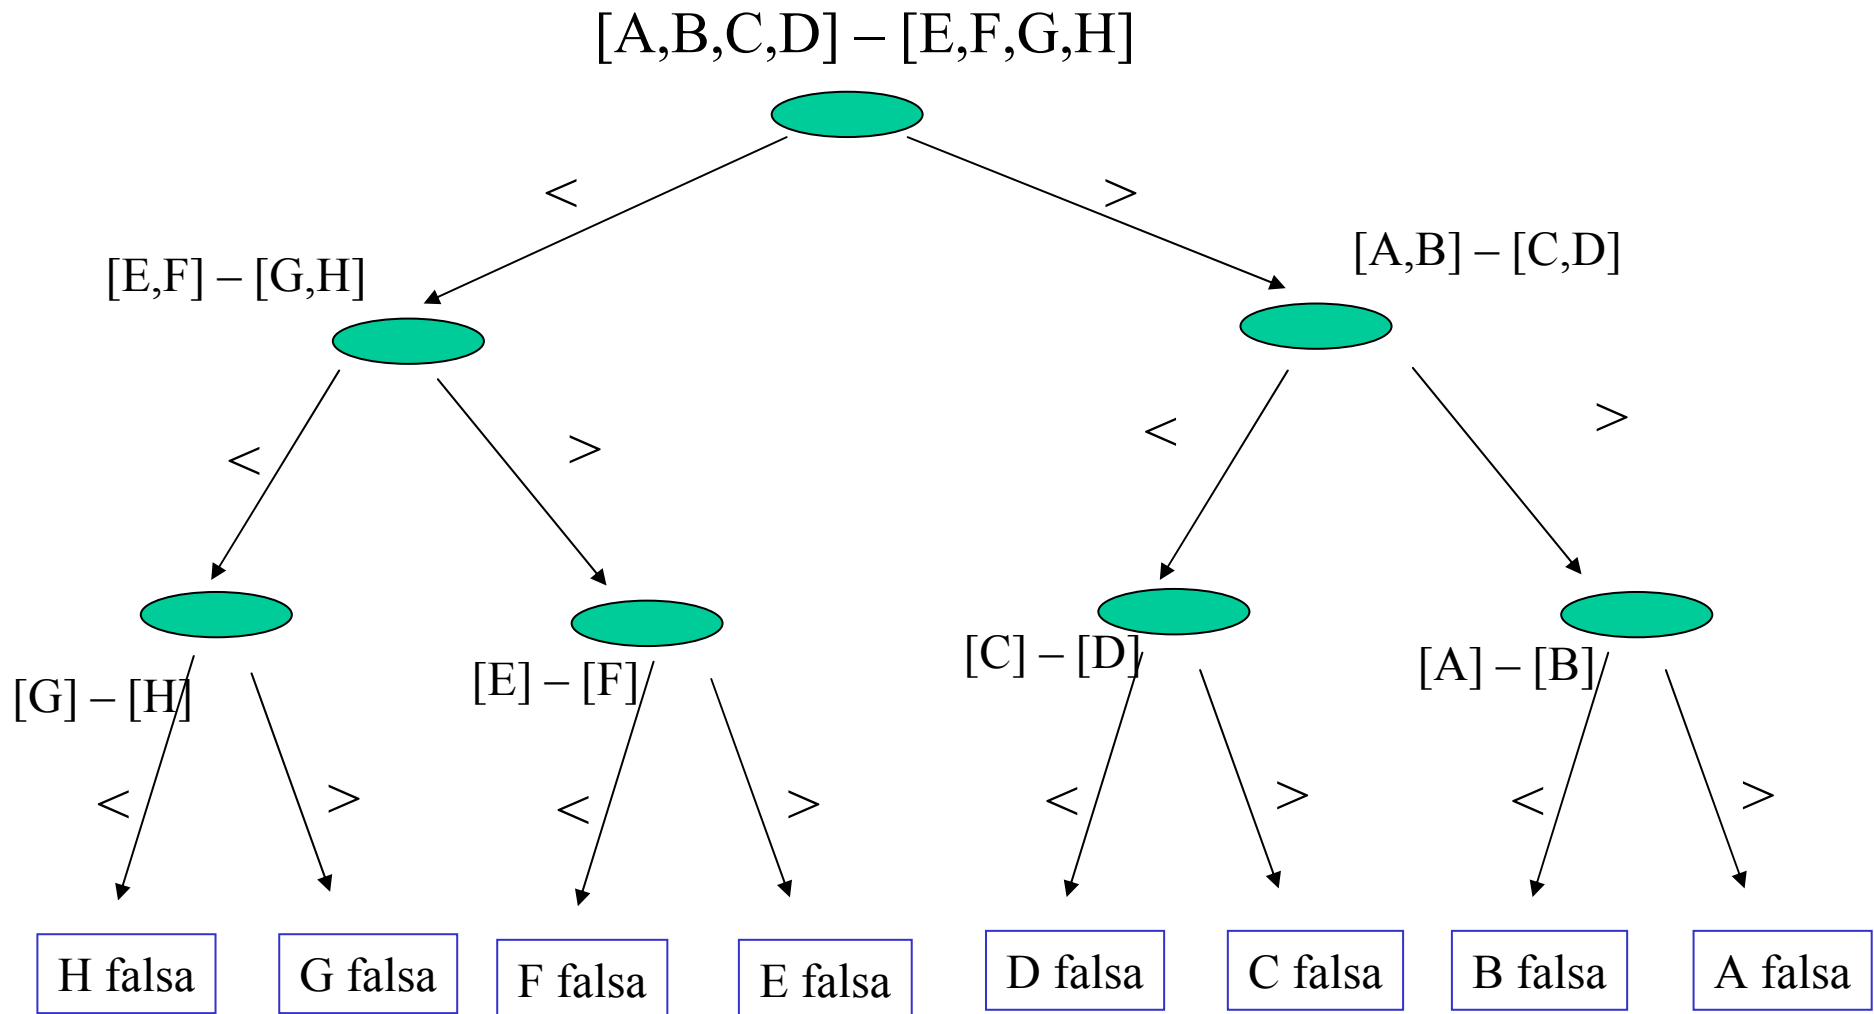 [A,B,C,D] – [E,F,G,H]
< >
[E,F] – [G,H] [A,B] – [C,D]
< > < >
[G] – [H] [E] – [F] [C] – [D] [A] – [B]
< > < > < > < >
H falsa G falsa F falsa E falsa D falsa C falsa B falsa A falsa